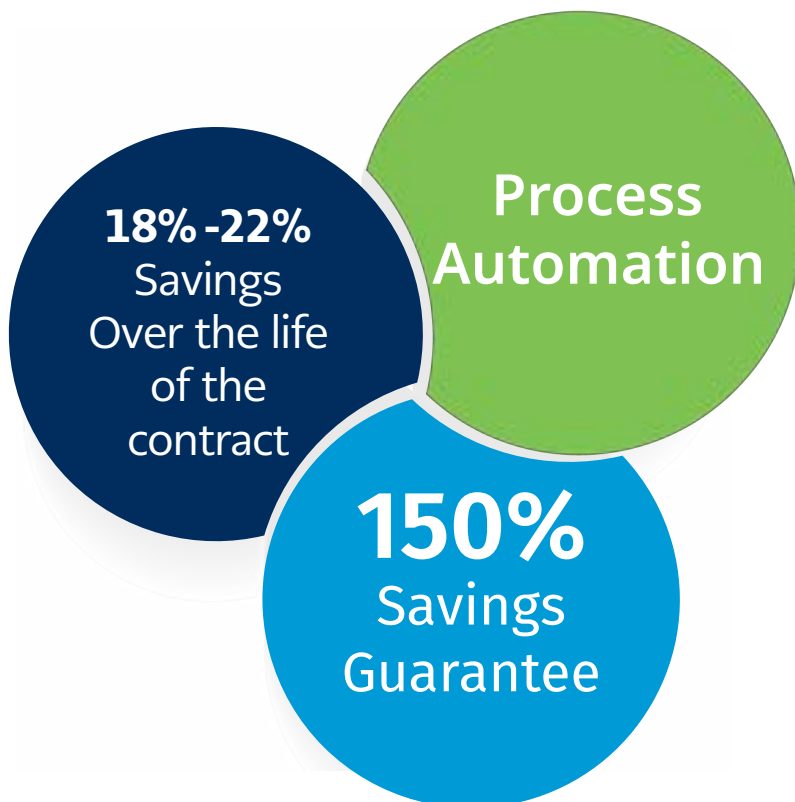 18% -22%
Savings
Over the life
of the
contract
Process
Automation
150%
Savings
Guarantee